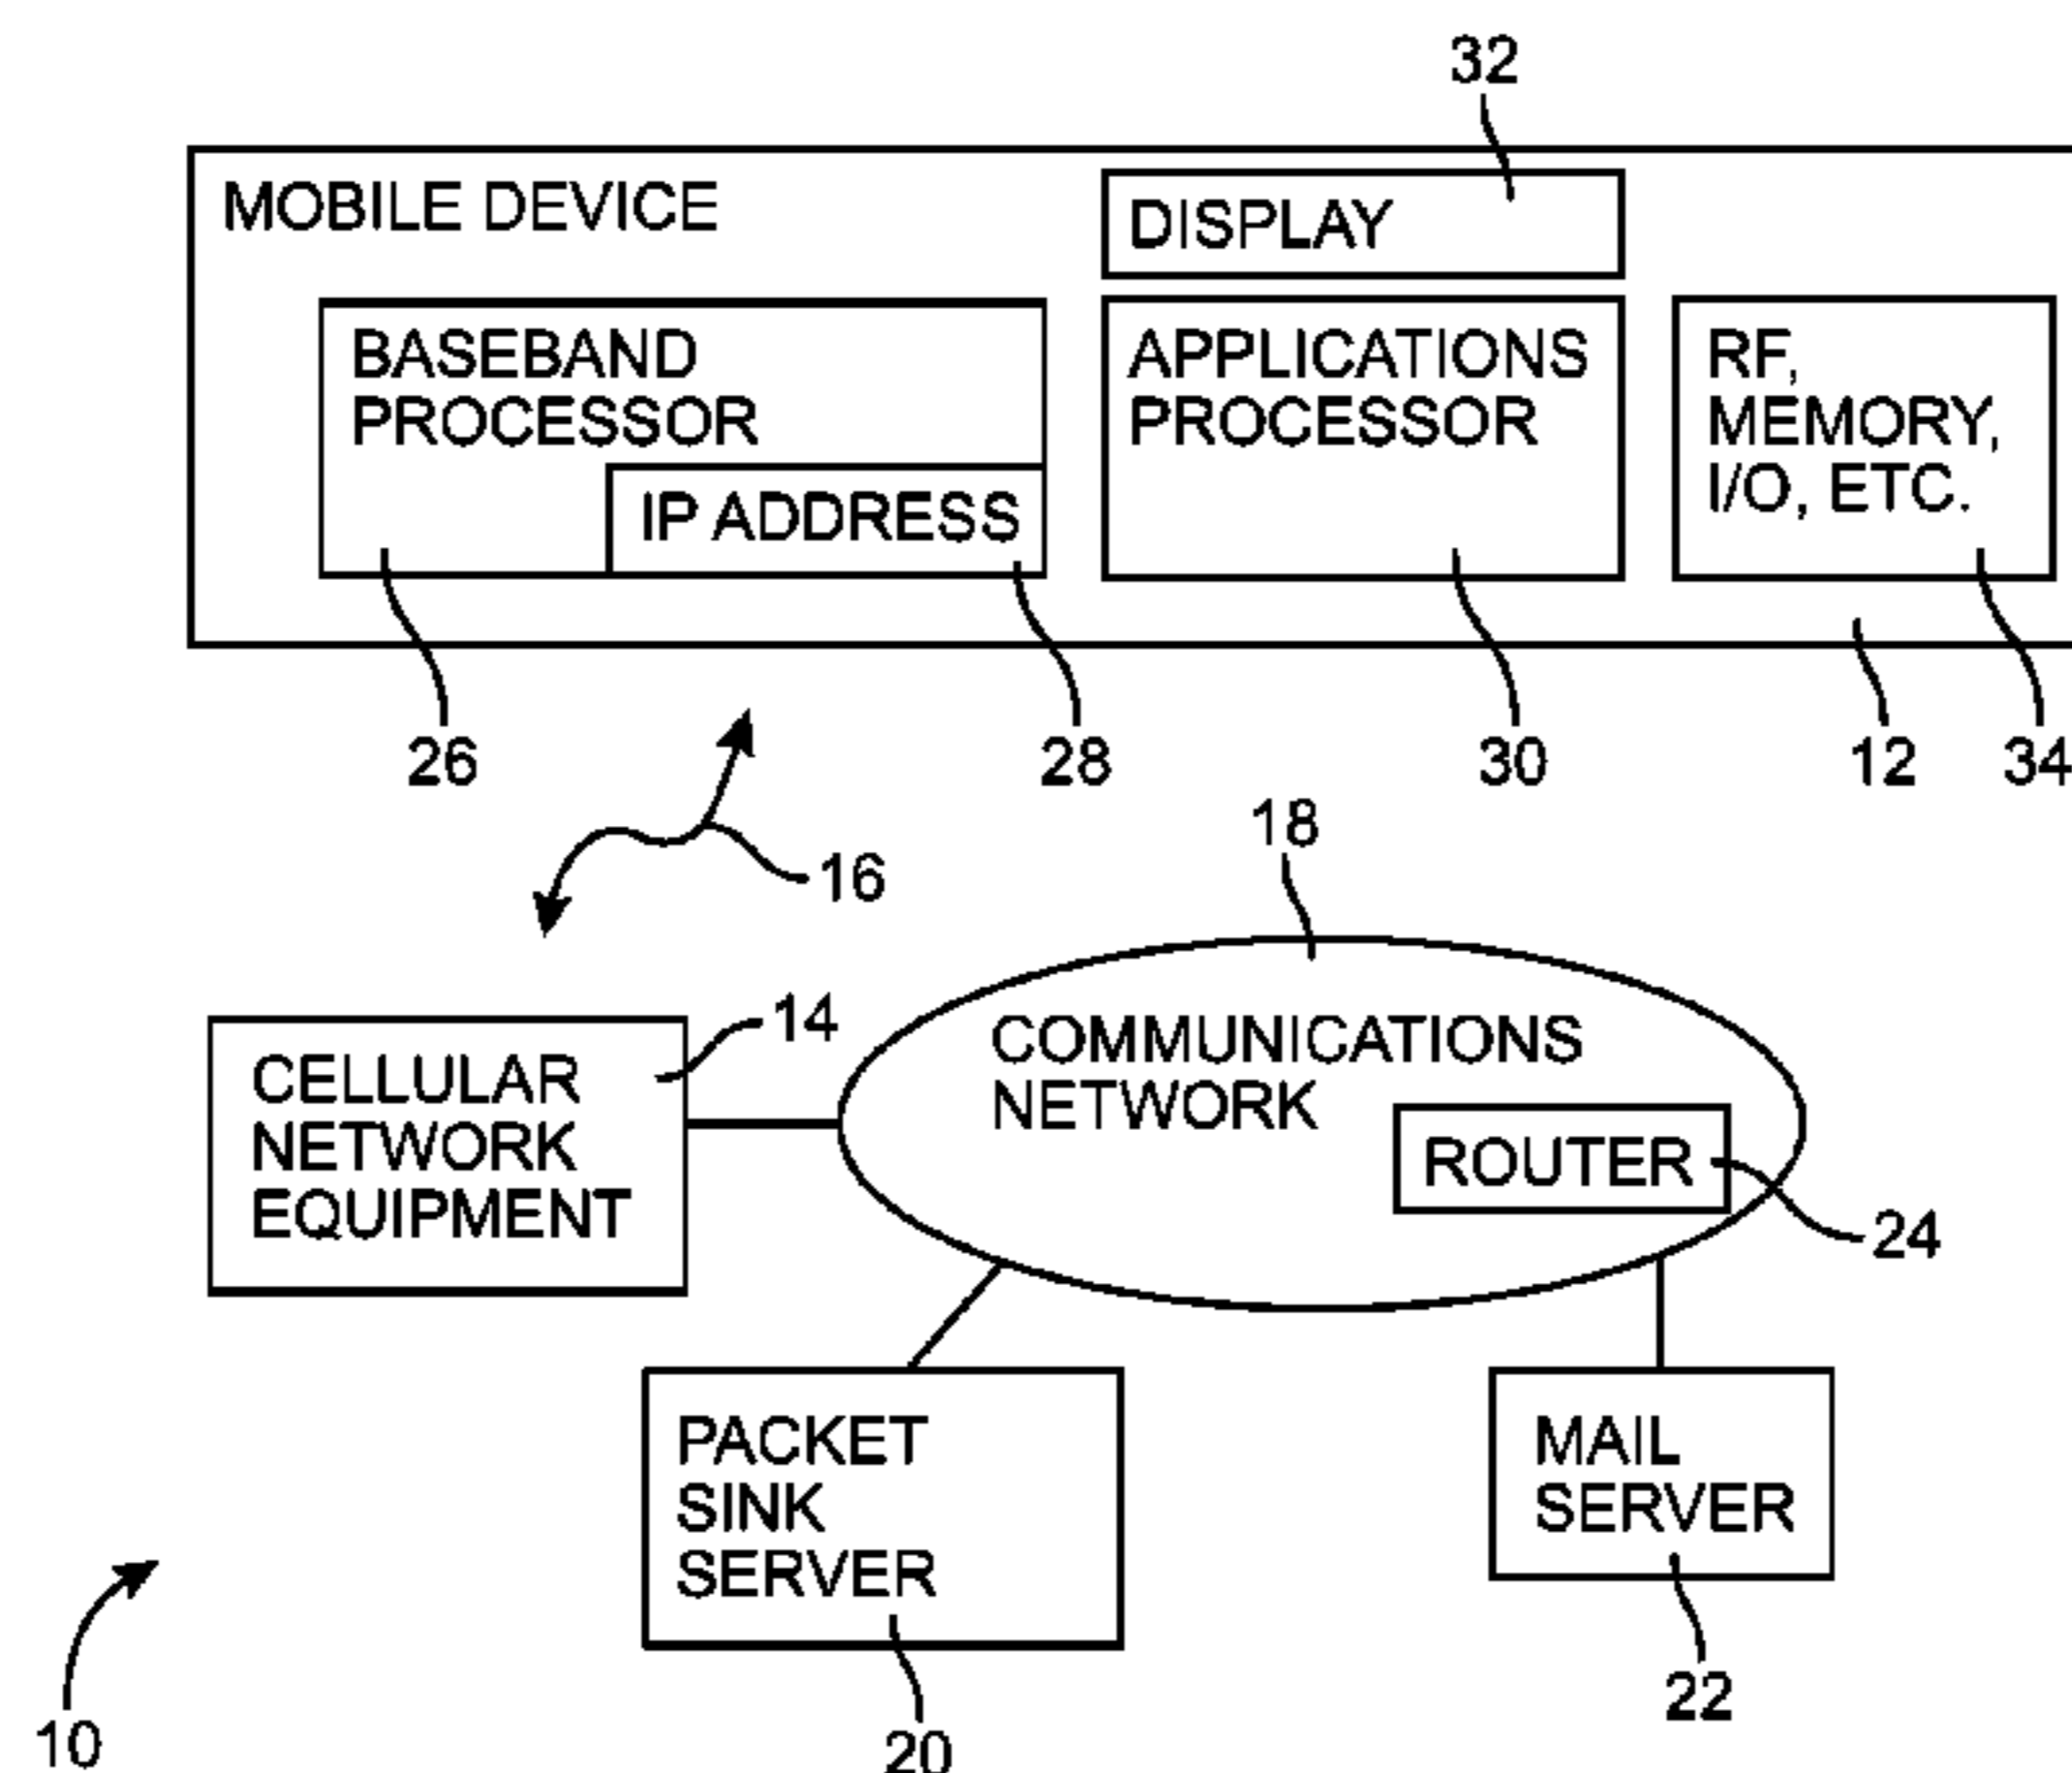 32
MOBILE DEVICE
DISPLAY
BASEBAND
PROCESSOR
IP ADDRESS
APPLICATIONS
PROCESSOR
RF,
MEMORY,
I/O, ETC.
26
28
30
12
34
16
18
14
CELLULAR
NETWORK
EQUIPMENT
COMMUNICATIONS
NETWORK
ROUTER
24
PACKET
SINK
SERVER
MAIL
SERVER
22
10
20